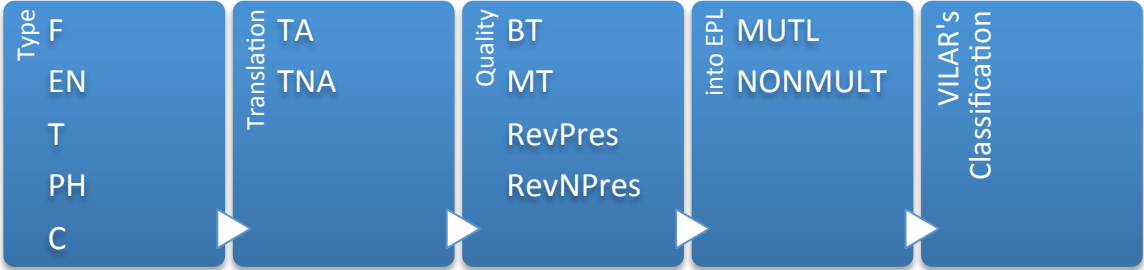 Type
F
EN
T
PH
C
Translation
TA
TNA
Quality
BT
MT
RevPres
RevNPres
into EPL
MUTL
NONMULT
VILAR's
Classification